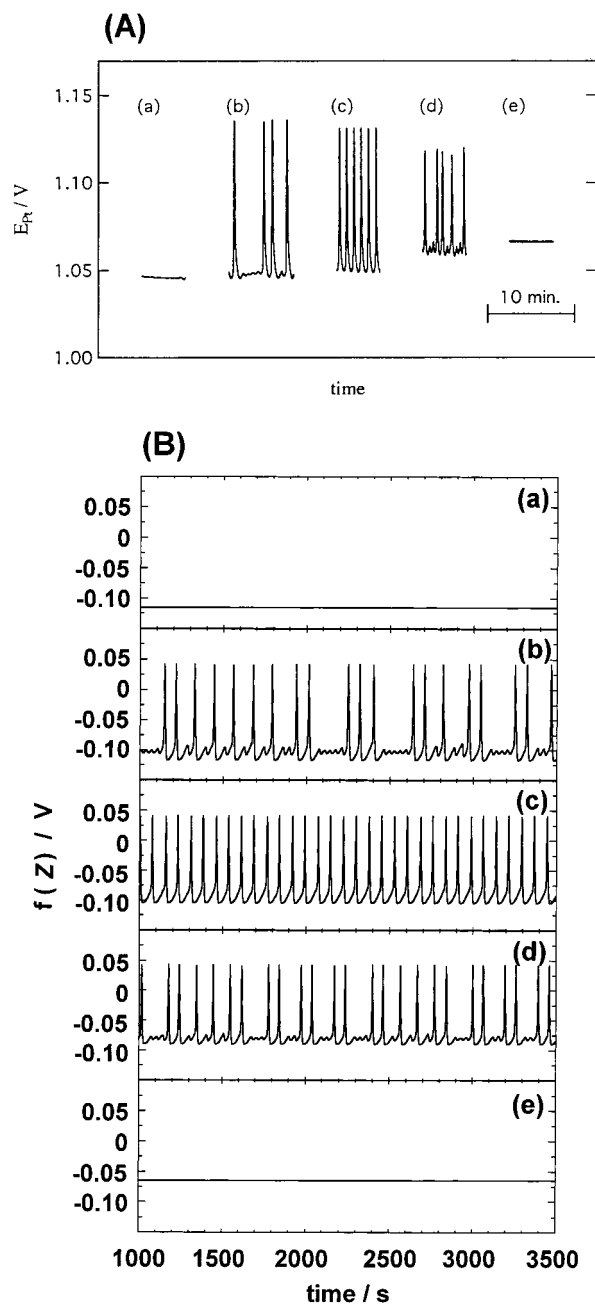 (A)
1.15
(a) (b) (c) (d) (e)
1.10
E_Pt / V
1.05
10 min.
1.00
time
(B)
(a)
0.05
0
-0.05
-0.10
(b)
0.05
0
-0.05
-0.10
(c)
0.05
0
-0.05
-0.10
f ( Z ) / V
(d)
0.05
0
-0.05
-0.10
(e)
0.05
0
-0.05
-0.10
1000 1500 2000 2500 3000 3500
time / s